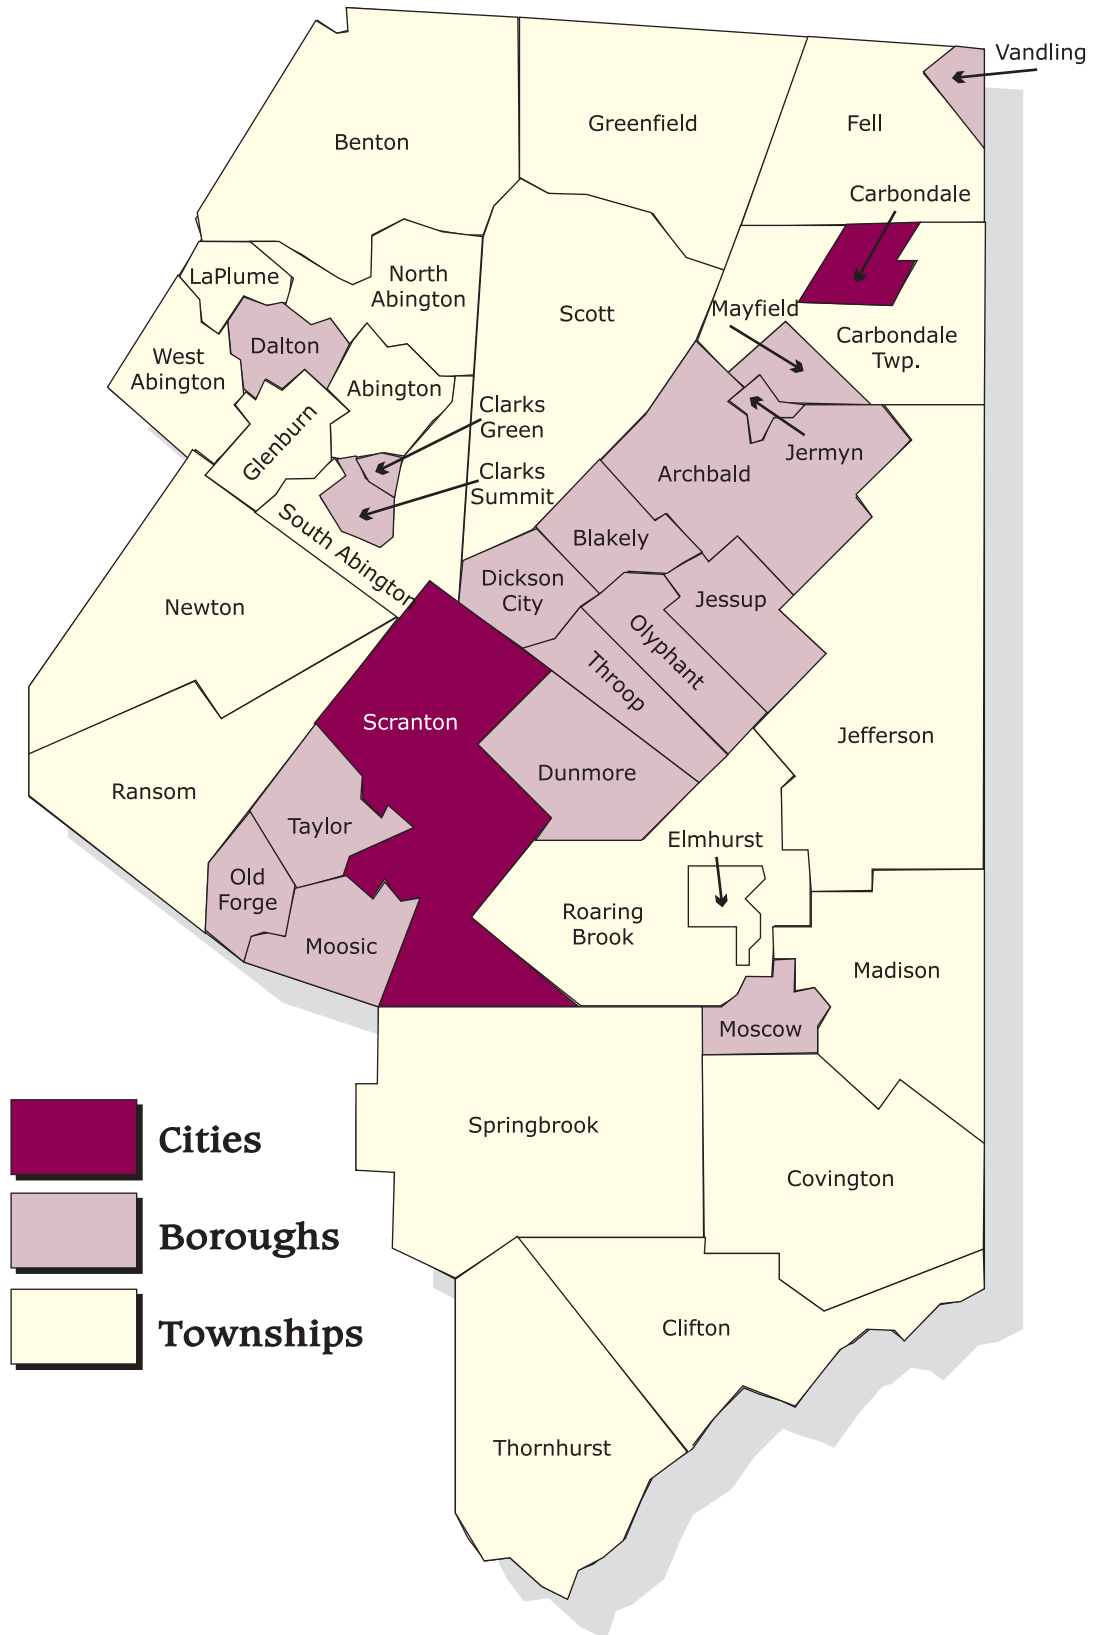 Vandling
Greenfield
Fell
Benton
Carbondale
LaPlume
North
Abington
Scott
Mayfield
Carbondale
Twp.
Dalton
West
Abington
Abington
Clarks
Green
Glenburn
Jermyn
Archbald
Clarks
Summit
South Abington
Blakely
Dickson
City
Jessup
Newton
Olyphant
Throop
Scranton
Jefferson
Dunmore
Ransom
Taylor
Elmhurst
Old
Forge
Roaring
Brook
Moosic
Madison
Moscow
Springbrook
Cities
Covington
Boroughs
Clifton
Townships
Thornhurst